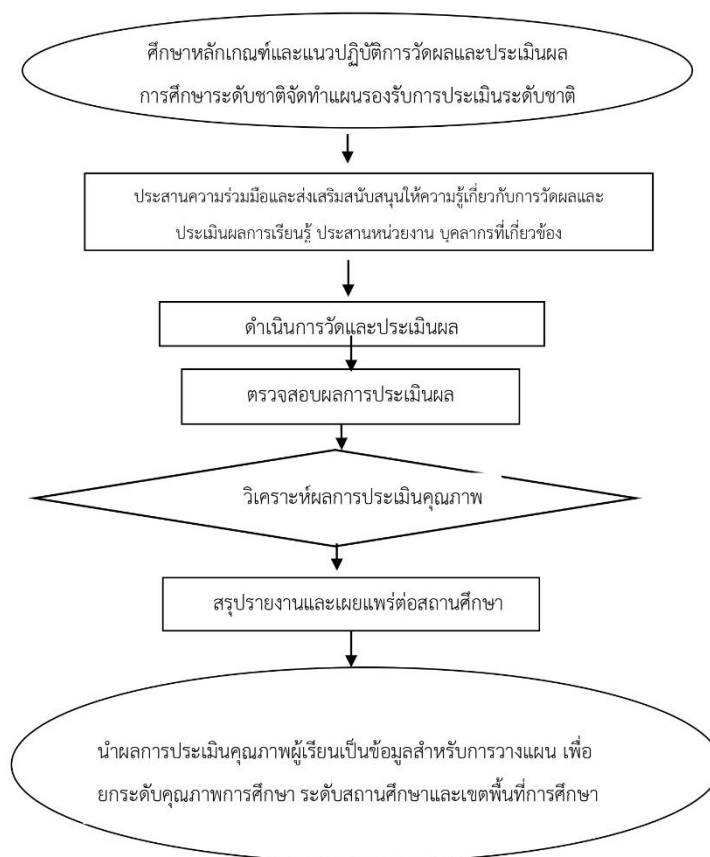 ศึกษาหลักเกณฑ์และแนวปฏิบัติการวัดผลและประเมินผล
การศึกษาระดับชาติจัดทำแผนรองรับการประเมินระดับชาติ
ประสานความร่วมมือและส่งเสริมสนับสนุนให้ความรู้เกี่ยวกับการวัดผลและ
ประเมินผลการเรียนรู้ ประสานหน่วยงาน บุคลากรที่เกี่ยวข้อง
ดำเนินการวัดและประเมินผล
ตรวจสอบผลการประเมินผล
วิเคราะห์ผลการประเมินคุณภาพ
สรุปรายงานและเผยแพร่ต่อสถานศึกษา
นำผลการประเมินคุณภาพผู้เรียนเป็นข้อมูลสำหรับการวางแผน เพื่อ
ยกระดับคุณภาพการศึกษา ระดับสถานศึกษาและเขตพื้นที่การศึกษา